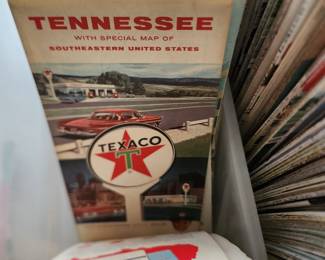 TENNESSEE
WITH SPECIAL MAP OF
SOUTHEASTERN UNITED STATES
TEXACO
T